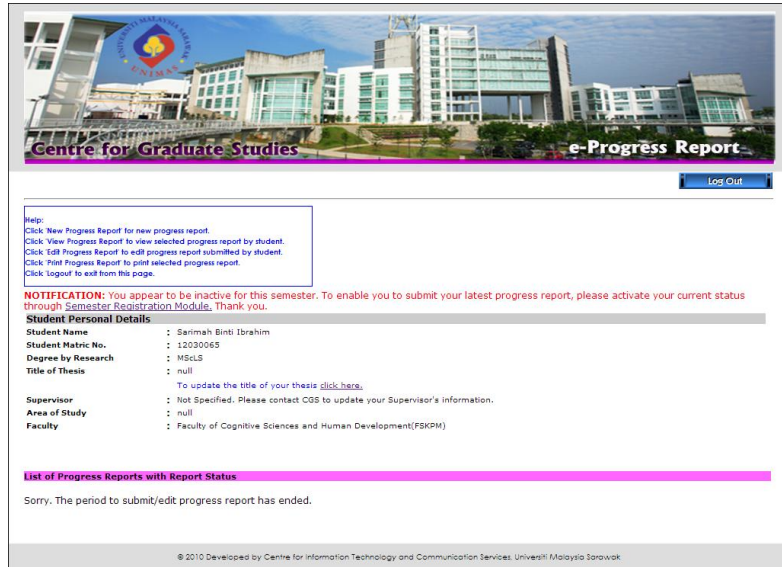 UNIVERSITI MALAYSIA SARAWAK
UNIMAS
Centre for Graduate Studies
e-Progress Report
Log Out
Help:
Click 'New Progress Report' for new progress report.
Click 'View Progress Report' to view selected progress report by student.
Click 'Edit Progress Report' to edit progress report submitted by student.
Click 'Print Progress Report' to print selected progress report.
Click 'Logout' to exit from this page.
NOTIFICATION: You appear to be inactive for this semester. To enable you to submit your latest progress report, please activate your current status
through Semester Registration Module. Thank you.
Student Personal Details
Student Name : Sarimah Binti Ibrahim
Student Matric No. : 12030065
Degree by Research : MScLS
Title of Thesis : null
To update the title of your thesis click here.
Supervisor : Not Specified. Please contact CGS to update your Supervisor's information.
Area of Study : null
Faculty : Faculty of Cognitive Sciences and Human Development(FSKPM)
List of Progress Reports with Report Status
Sorry. The period to submit/edit progress report has ended.
© 2010 Developed by Centre for Information Technology and Communication Services, Universiti Malaysia Sarawak